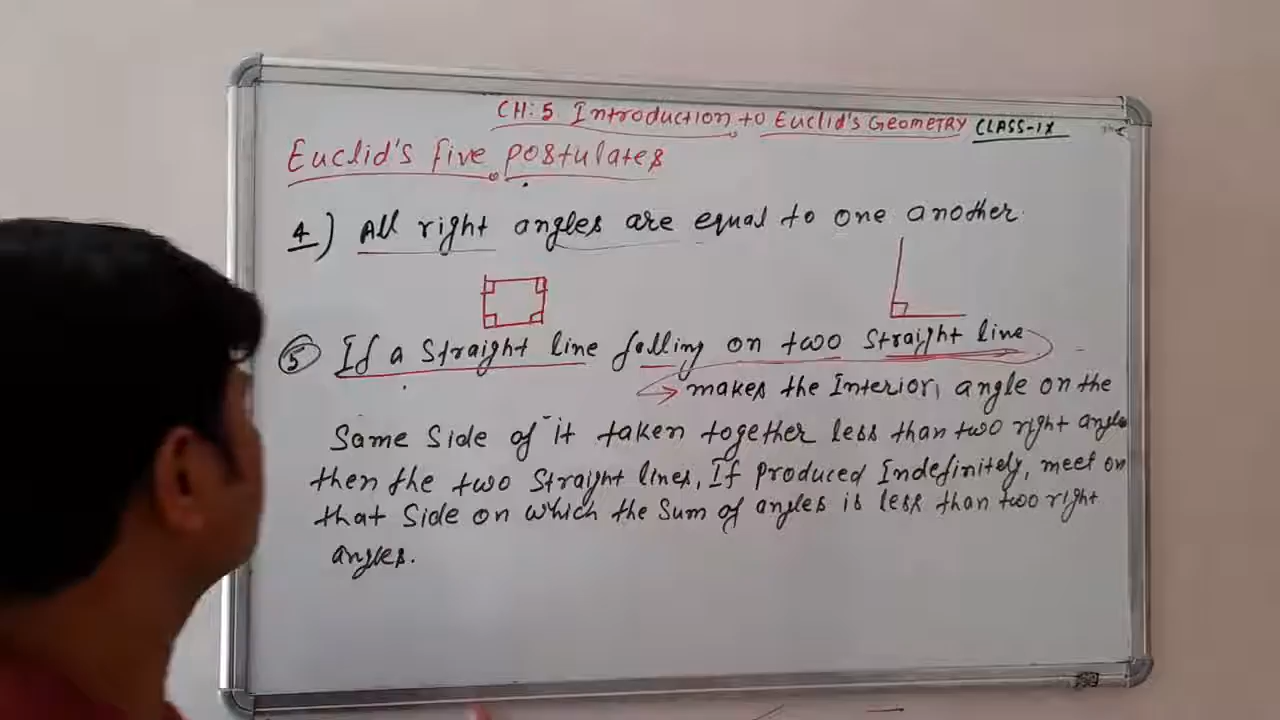 CH:5 Introduction to Euclid's Geometry CLASS-IX
Euclid's five postulates
4) All right angles are equal to one another.
5 If a straight line falling on two straight line
makes the Interior, angle on the
Same side of it taken together less than two right angles
then the two straight lines, If produced Indefinitely, meet on
that side on which the sum of angles is less than two right
angles.